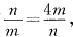 n/m = 4m/n,